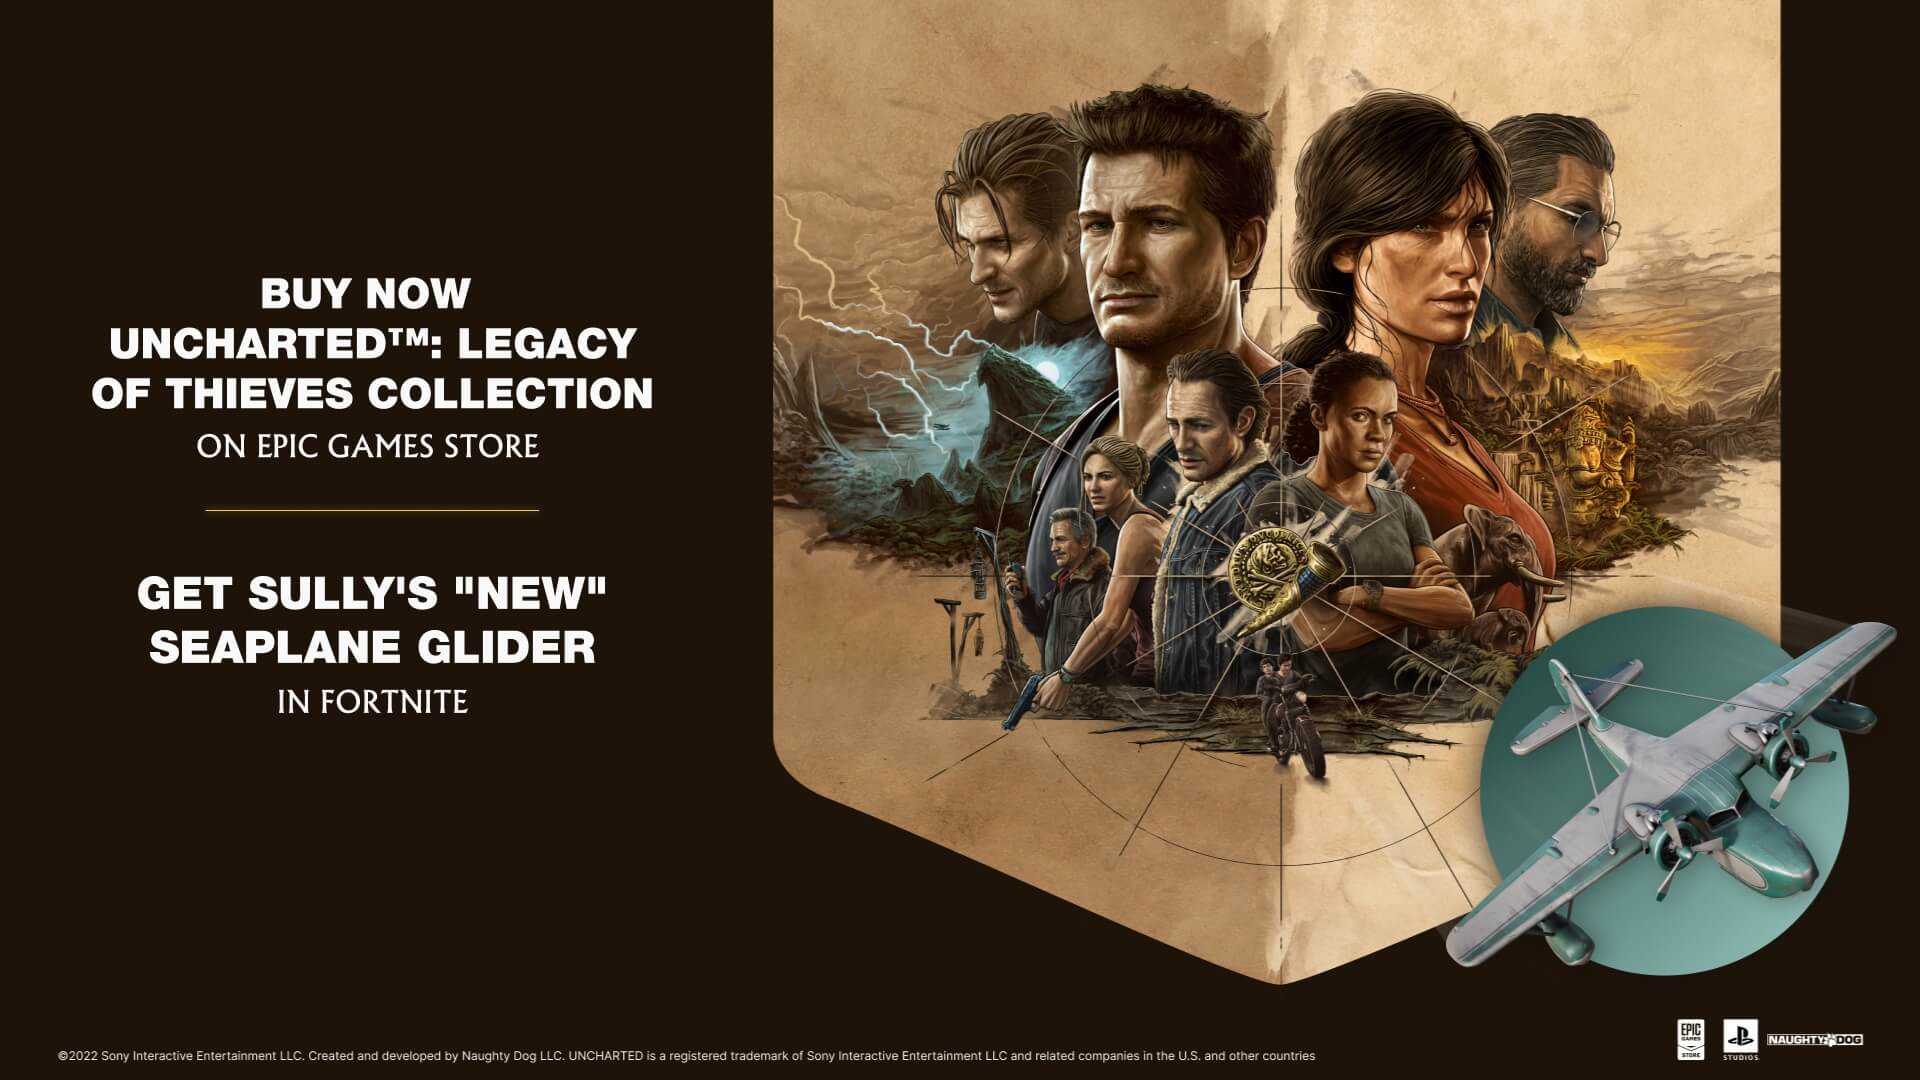 BUY NOW
UNCHARTED™: LEGACY
OF THIEVES COLLECTION
ON EPIC GAMES STORE
GET SULLY'S "NEW"
SEAPLANE GLIDER
IN FORTNITE
©2022 Sony Interactive Entertainment LLC. Created and developed by Naughty Dog LLC. UNCHARTED is a registered trademark of Sony Interactive Entertainment LLC and related companies in the U.S. and other countries
EPIC
GAMES
STORE
STUDIOS
NAUGHTY DOG